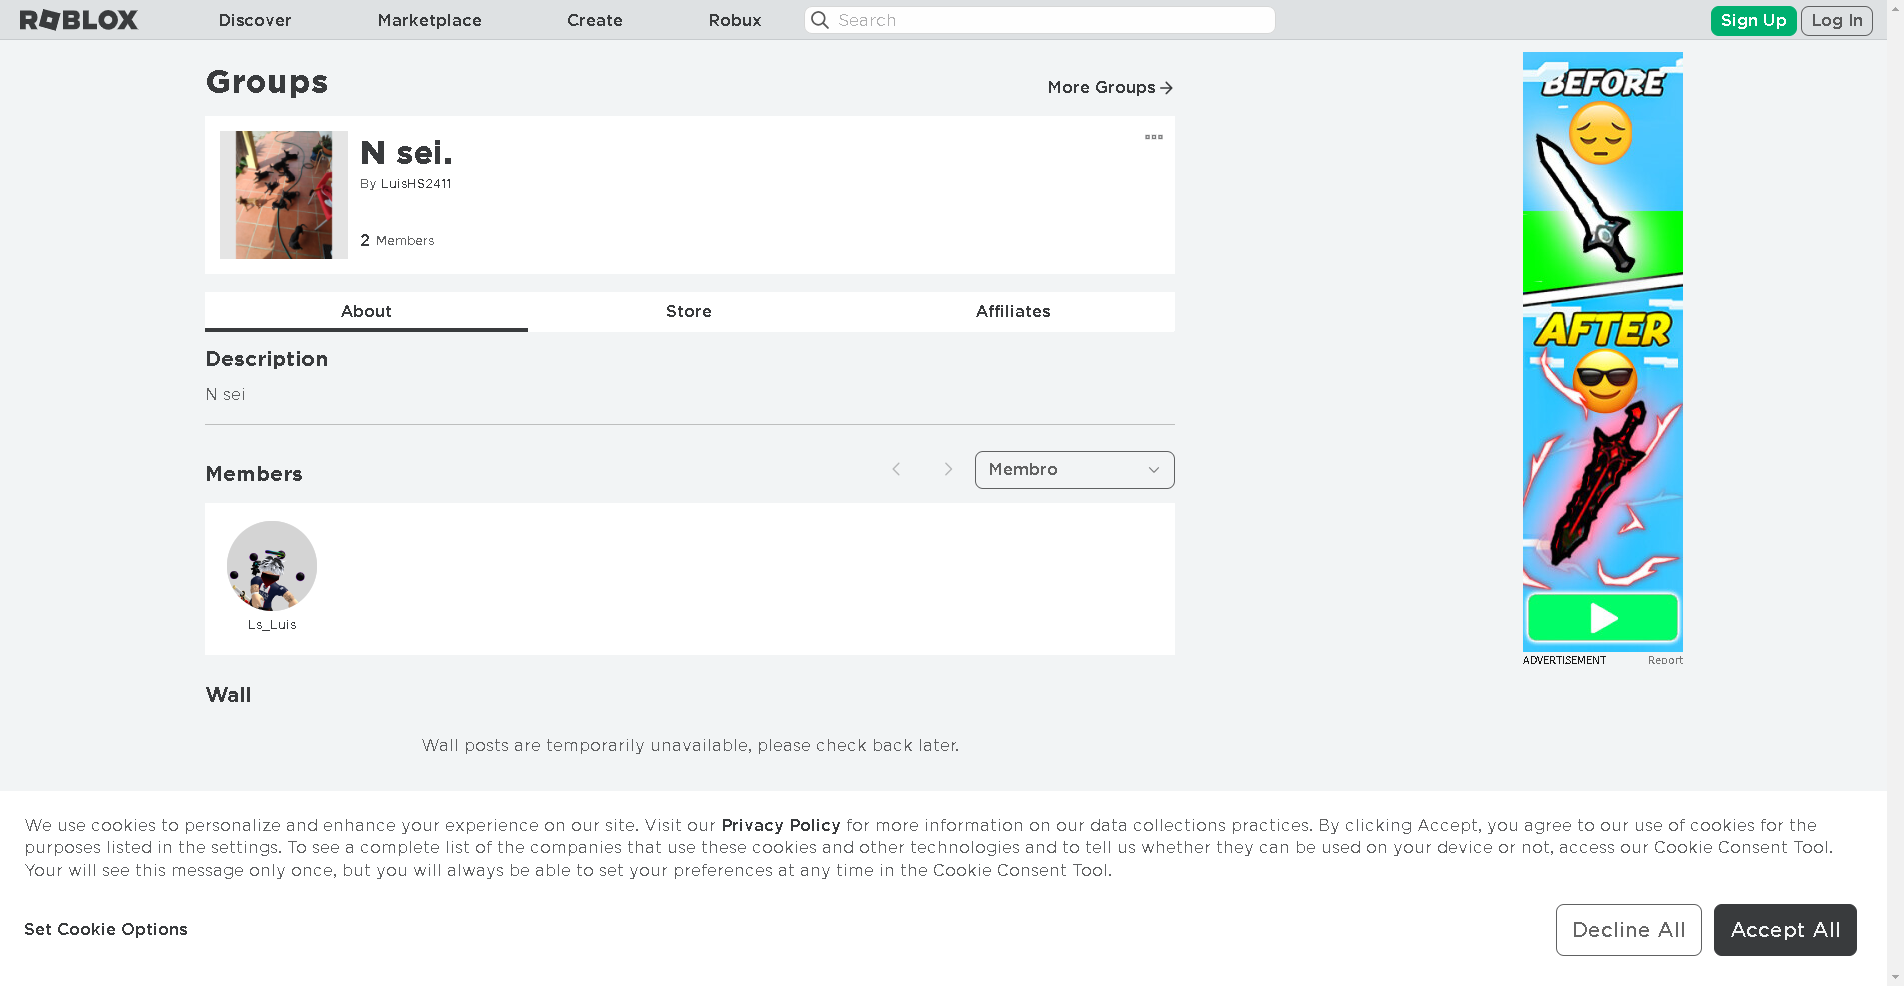 ROBLOX
Discover
Marketplace
Create
Robux
Search
Sign Up
Log In
Groups
More Groups
N sei.
By LuisHS2411
2 Members
About
Store
Affiliates
Description
N sei
Members
Membro
Ls_Luis
Wall
Wall posts are temporarily unavailable, please check back later.
BEFORE
AFTER
ADVERTISEMENT
Report
We use cookies to personalize and enhance your experience on our site. Visit our Privacy Policy for more information on our data collections practices. By clicking Accept, you agree to our use of cookies for the
purposes listed in the settings. To see a complete list of the companies that use these cookies and other technologies and to tell us whether they can be used on your device or not, access our Cookie Consent Tool.
Your will see this message only once, but you will always be able to set your preferences at any time in the Cookie Consent Tool.
Set Cookie Options
Decline All
Accept All